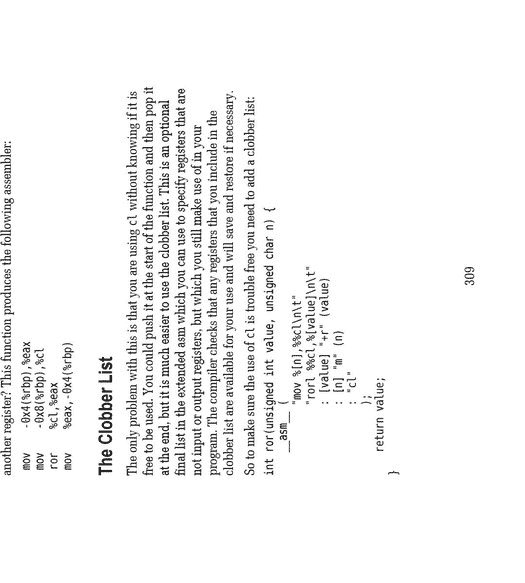 another register? This function produces the following assembler:
mov -0x4(%rbp),%eax
mov -0x8(%rbp),%cl
ror %cl,%eax
mov %eax,-0x4(%rbp)
The Clobber List
The only problem with this is that you are using cl without knowing if it is
free to be used. You could push it at the start of the function and then pop it
at the end, but it is much easier to use the clobber list. This is an optional
final list in the extended asm which you can use to specify registers that are
not input or output registers, but which you still make use of in your
program. The compiler checks that any registers that you include in the
clobber list are available for your use and will save and restore if necessary.
So to make sure the use of cl is trouble free you need to add a clobber list:
int ror(unsigned int value, unsigned char n) {
__asm__ (
"mov %[n],%%cl\n\t"
"rorl %%cl,%[value]\n\t"
: [value] "+r" (value)
: [n] "m" (n)
: "cl"
);
return value;
}
309